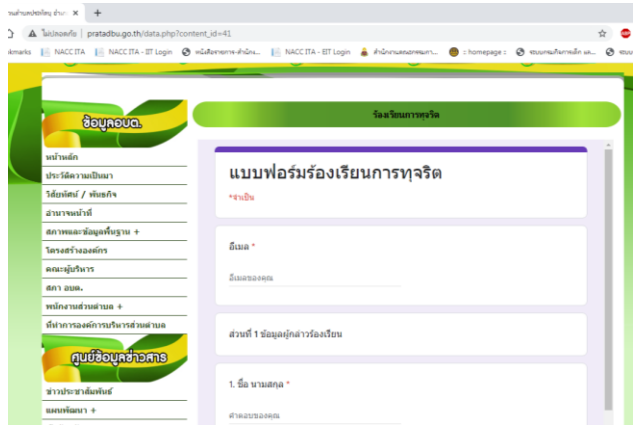 ไม่ปลอดภัย | pratadbu.go.th/data.php?content_id=41
NACC ITA
NACC ITA - IIT Login
NACC ITA - EIT Login
:: homepage ::
ข้อมูลอบต.
หน้าหลัก
ประวัติความเป็นมา
วิสัยทัศน์ / พันธกิจ
อำนาจหน้าที่
สภาพและข้อมูลพื้นฐาน +
โครงสร้างองค์กร
คณะผู้บริหาร
สภา อบต.
พนักงานส่วนตำบล +
ที่ทำการองค์การบริหารส่วนตำบล
ศูนย์ข้อมูลข่าวสาร
ข่าวประชาสัมพันธ์
แผนพัฒนา +
ร้องเรียนการทุจริต
แบบฟอร์มร้องเรียนการทุจริต
*จำเป็น
อีเมล *
อีเมลของคุณ
ส่วนที่ 1 ข้อมูลผู้กล่าวร้องเรียน
1. ชื่อ นามสกุล *
คำตอบของคุณ